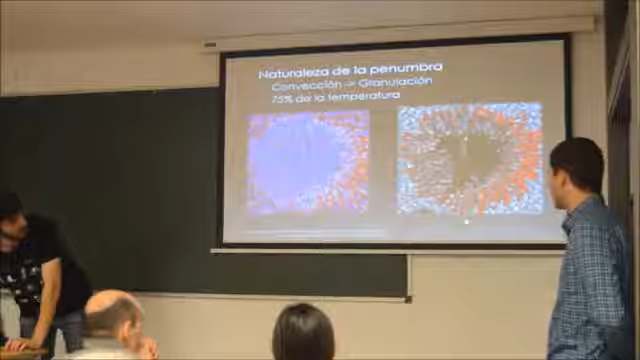 Naturaleza de la penumbra
Convección -> Granulación
75% de la temperatura